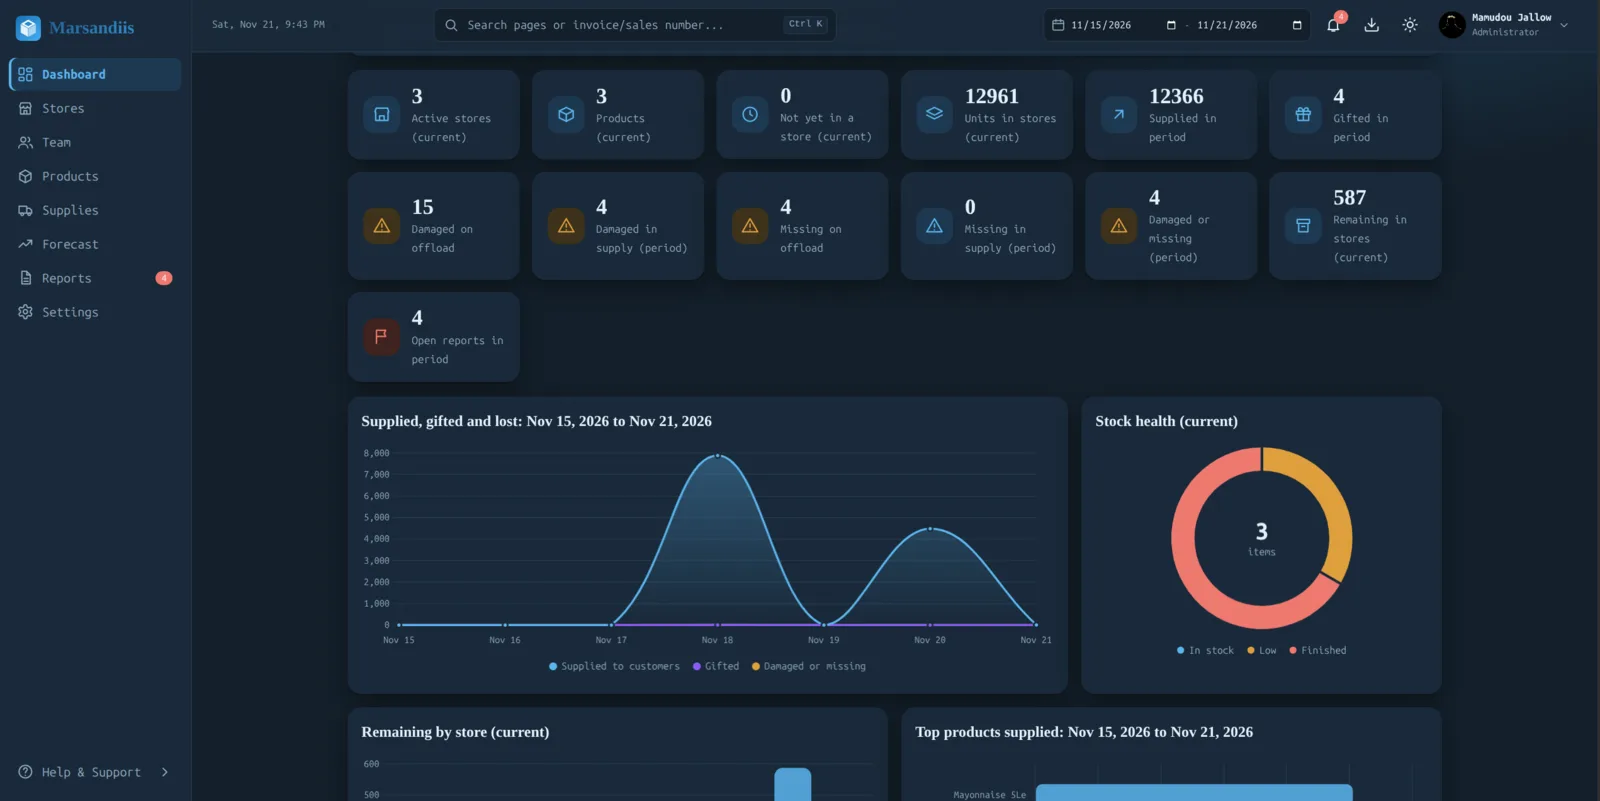 Marsandiis
Sat, Nov 21, 9:43 PM
Search pages or invoice/sales number...
Ctrl K
11/15/2026 - 11/21/2026
4
Mamudou Jallow
Administrator
Dashboard
Stores
Team
Products
Supplies
Forecast
Reports
4
Settings
Help & Support
3
Active stores
(current)
3
Products
(current)
0
Not yet in a
store (current)
12961
Units in stores
(current)
12366
Supplied in
period
4
Gifted in
period
15
Damaged on
offload
4
Damaged in
supply (period)
4
Missing on
offload
0
Missing in
supply (period)
4
Damaged or
missing
(period)
587
Remaining in
stores
(current)
4
Open reports in
period
Supplied, gifted and lost: Nov 15, 2026 to Nov 21, 2026
8,000
7,000
6,000
5,000
4,000
3,000
2,000
1,000
0
Nov 15 Nov 16 Nov 17 Nov 18 Nov 19 Nov 20 Nov 21
Supplied to customers Gifted Damaged or missing
Stock health (current)
3
items
In stock Low Finished
Remaining by store (current)
600
500
Top products supplied: Nov 15, 2026 to Nov 21, 2026
Mayonnaise 5Le